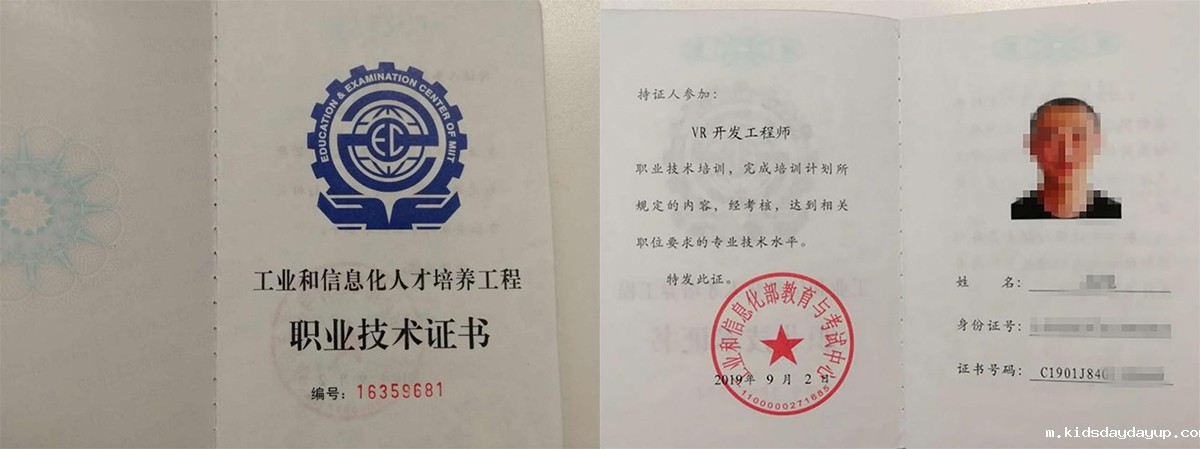 EDUCATION & EXAMINATION CENTER OF MIIT
EC
工业和信息化人才培养工程
职业技术证书
编号：16359681
持证人参加：
VR 开发工程师
职业技术培训，完成培训计划所
规定的内容，经考核，达到相关
职位要求的专业技术水平。
特发此证。
工业和信息化部教育与考试中心
2019年 9 月 2 日
1100000271885
姓 名：
身份证号：
证书号码： C1901J840
m.kidsdaydayup.com